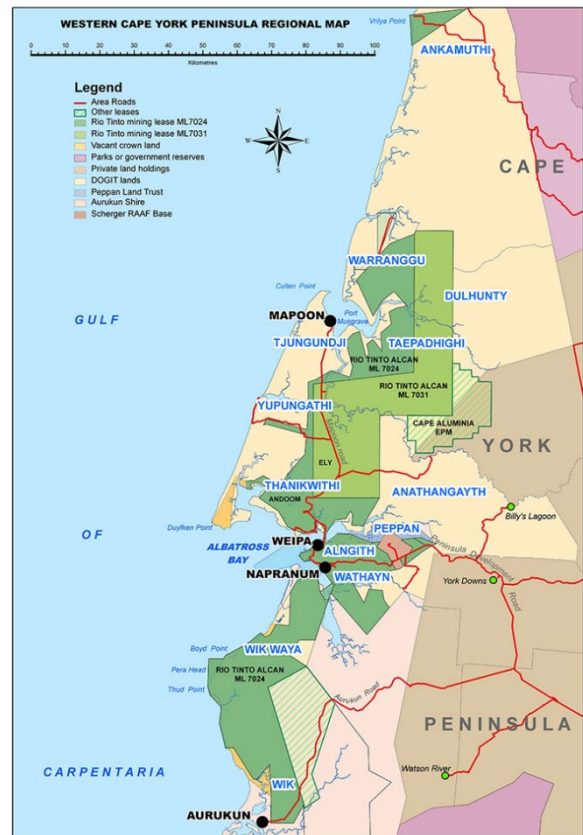 WESTERN CAPE YORK PENINSULA REGIONAL MAP
0 10 20 40 60 80 100
Kilometres
Legend
Area Roads
Other leases
Rio Tinto mining lease ML7024
Rio Tinto mining lease ML7031
Vacant crown land
Parks or government reserves
Private land holdings
DOGIT lands
Peppan Land Trust
Aurukun Shire
Scherger RAAF Base
N
W
E
S
Vrilya Point
ANKAMUTHI
CAPE
WARRANGGU
Cullen Point
DULHUNTY
GULF
MAPOON
Port
Musgrave
TJUNGUNDJI
TAEPADHIGHI
RIO TINTO ALCAN
ML 7024
RIO TINTO ALCAN
ML 7031
YUPUNGATHI
CAPE ALUMINIA
EPM
Mapoon road
YORK
ELY
THANIKWITHI
ANDOOM
ANATHANGAYTH
Billy's Lagoon
Duyfken Point
PEPPAN
OF
ALBATROSS
BAY
WEIPA
ALNGITH
Peninsula Development
Road
NAPRANUM
WATHAYN
York Downs
Boyd Point
WIK WAYA
Pera Head
RIO TINTO ALCAN
ML 7024
Thud Point
Aurukun Road
PENINSULA
CARPENTARIA
Watson River
WIK
AURUKUN